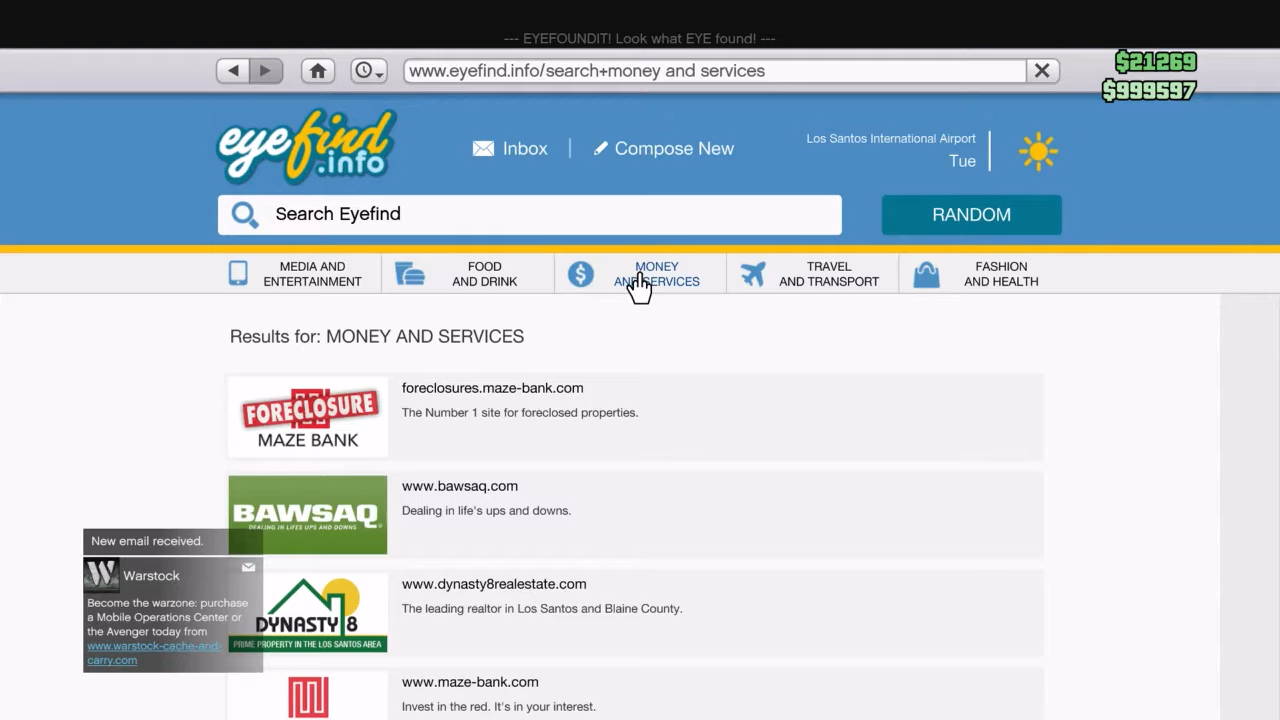 --- EYEFOUNDIT! Look what EYE found! ---
www.eyefind.info/search+money and services
$21269
$999597
eyefind
.info
Inbox
Compose New
Los Santos International Airport
Tue
Search Eyefind
RANDOM
MEDIA AND
ENTERTAINMENT
FOOD
AND DRINK
MONEY
AND SERVICES
TRAVEL
AND TRANSPORT
FASHION
AND HEALTH
Results for: MONEY AND SERVICES
FORECLOSURE
MAZE BANK
foreclosures.maze-bank.com
The Number 1 site for foreclosed properties.
BAWSAQ
DEALING IN LIFES UPS AND DOWNS
www.bawsaq.com
Dealing in life's ups and downs.
New email received.
Warstock
Become the warzone: purchase
a Mobile Operations Center or
the Avenger today from
www.warstock-cache-and-
carry.com
DYNASTY 8
PRIME PROPERTY IN THE LOS SANTOS AREA
www.dynasty8realestate.com
The leading realtor in Los Santos and Blaine County.
www.maze-bank.com
Invest in the red. It's in your interest.